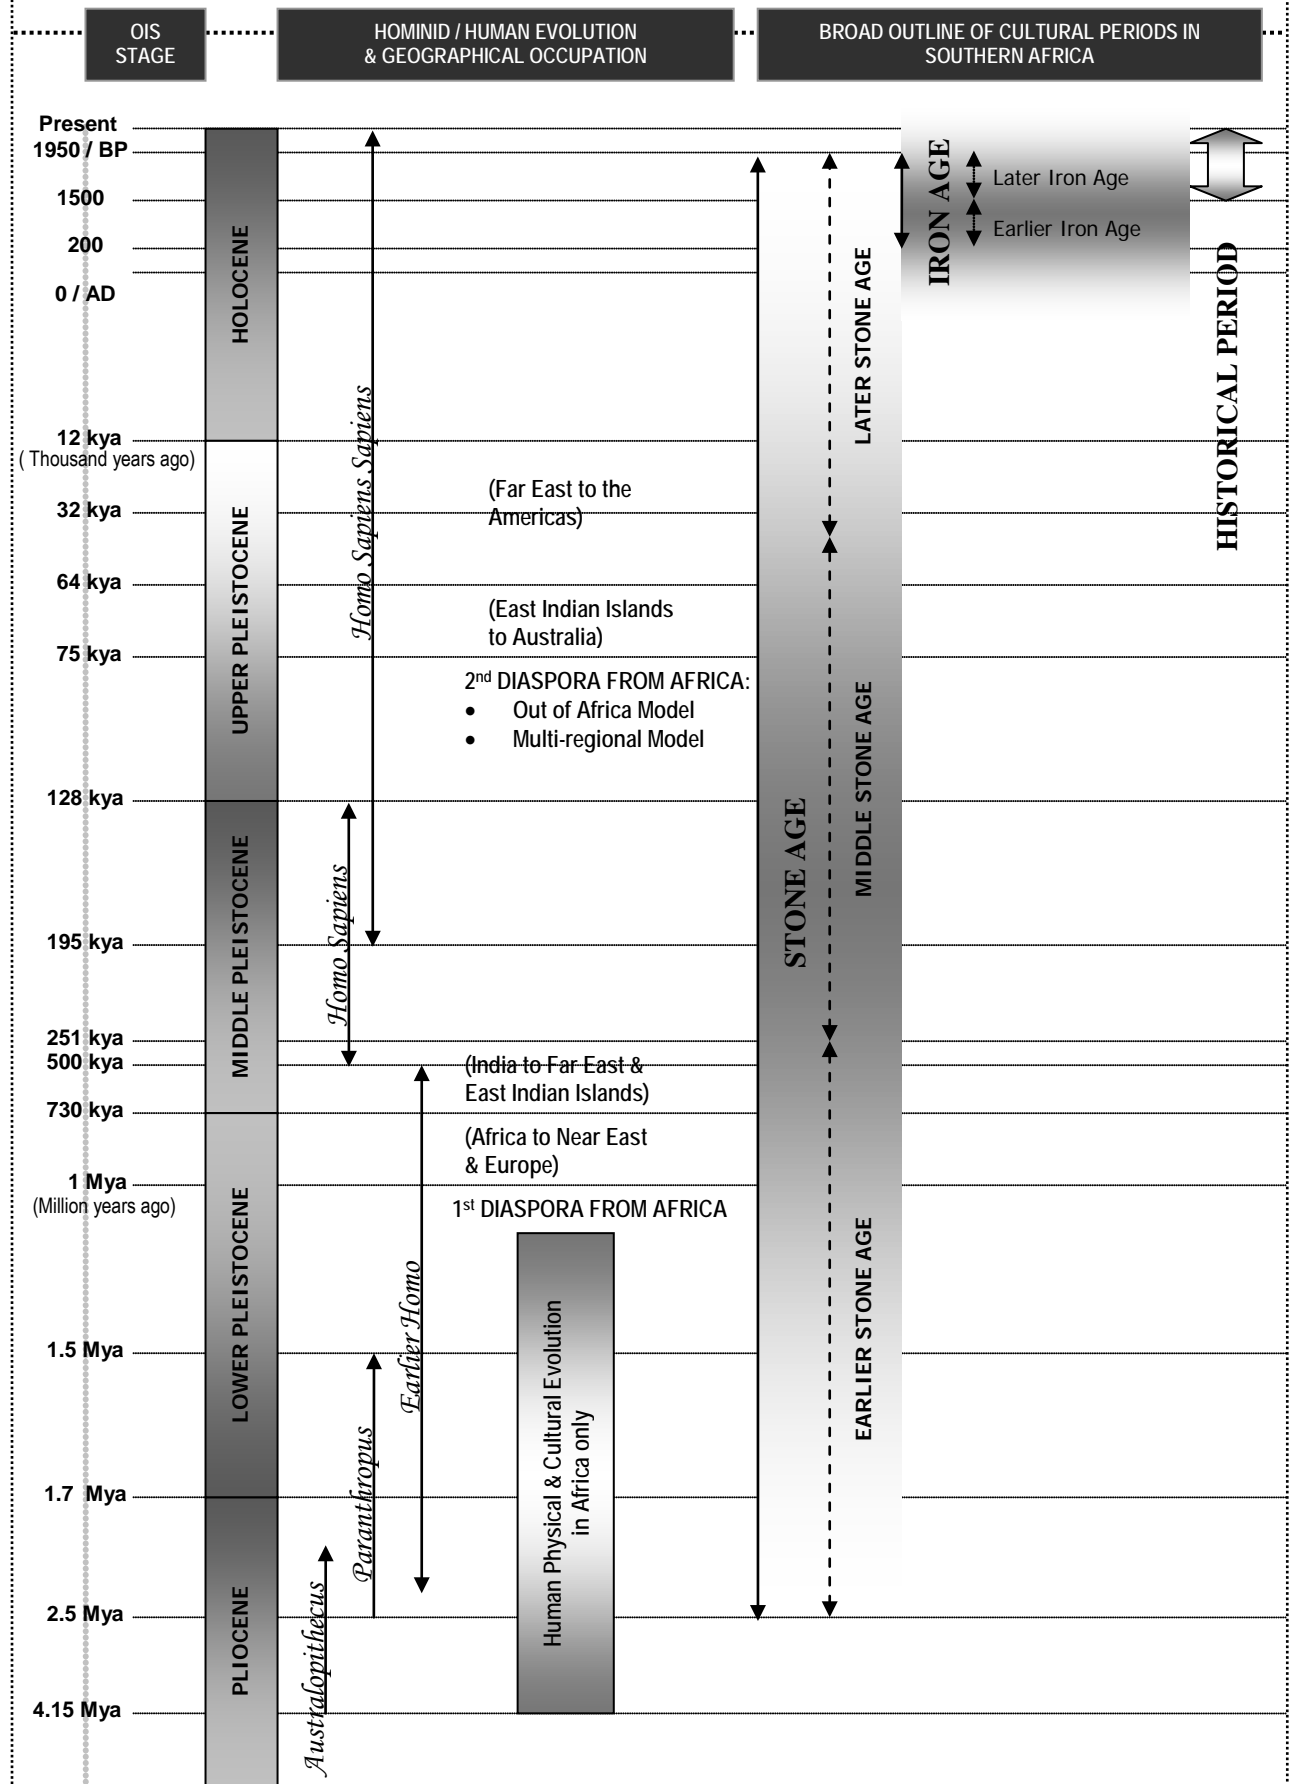 OIS
STAGE
HOMINID / HUMAN EVOLUTION
& GEOGRAPHICAL OCCUPATION
BROAD OUTLINE OF CULTURAL PERIODS IN
SOUTHERN AFRICA
Present
1950 / BP
1500
200
0 / AD
12 kya
( Thousand years ago)
32 kya
64 kya
75 kya
128 kya
195 kya
251 kya
500 kya
730 kya
1 Mya
(Million years ago)
1.5 Mya
1.7 Mya
2.5 Mya
4.15 Mya
HOLOCENE
UPPER PLEISTOCENE
MIDDLE PLEISTOCENE
LOWER PLEISTOCENE
PLIOCENE
Homo Sapiens Sapiens
Homo Sapiens
Earlier Homo
Paranthropus
Australopithecus
(Far East to the
Americas)
(East Indian Islands
to Australia)
2nd DIASPORA FROM AFRICA:
• Out of Africa Model
• Multi-regional Model
(India to Far East &
East Indian Islands)
(Africa to Near East
& Europe)
1st DIASPORA FROM AFRICA
Human Physical & Cultural Evolution
in Africa only
STONE AGE
LATER STONE AGE
MIDDLE STONE AGE
EARLIER STONE AGE
IRON AGE
Later Iron Age
Earlier Iron Age
HISTORICAL PERIOD